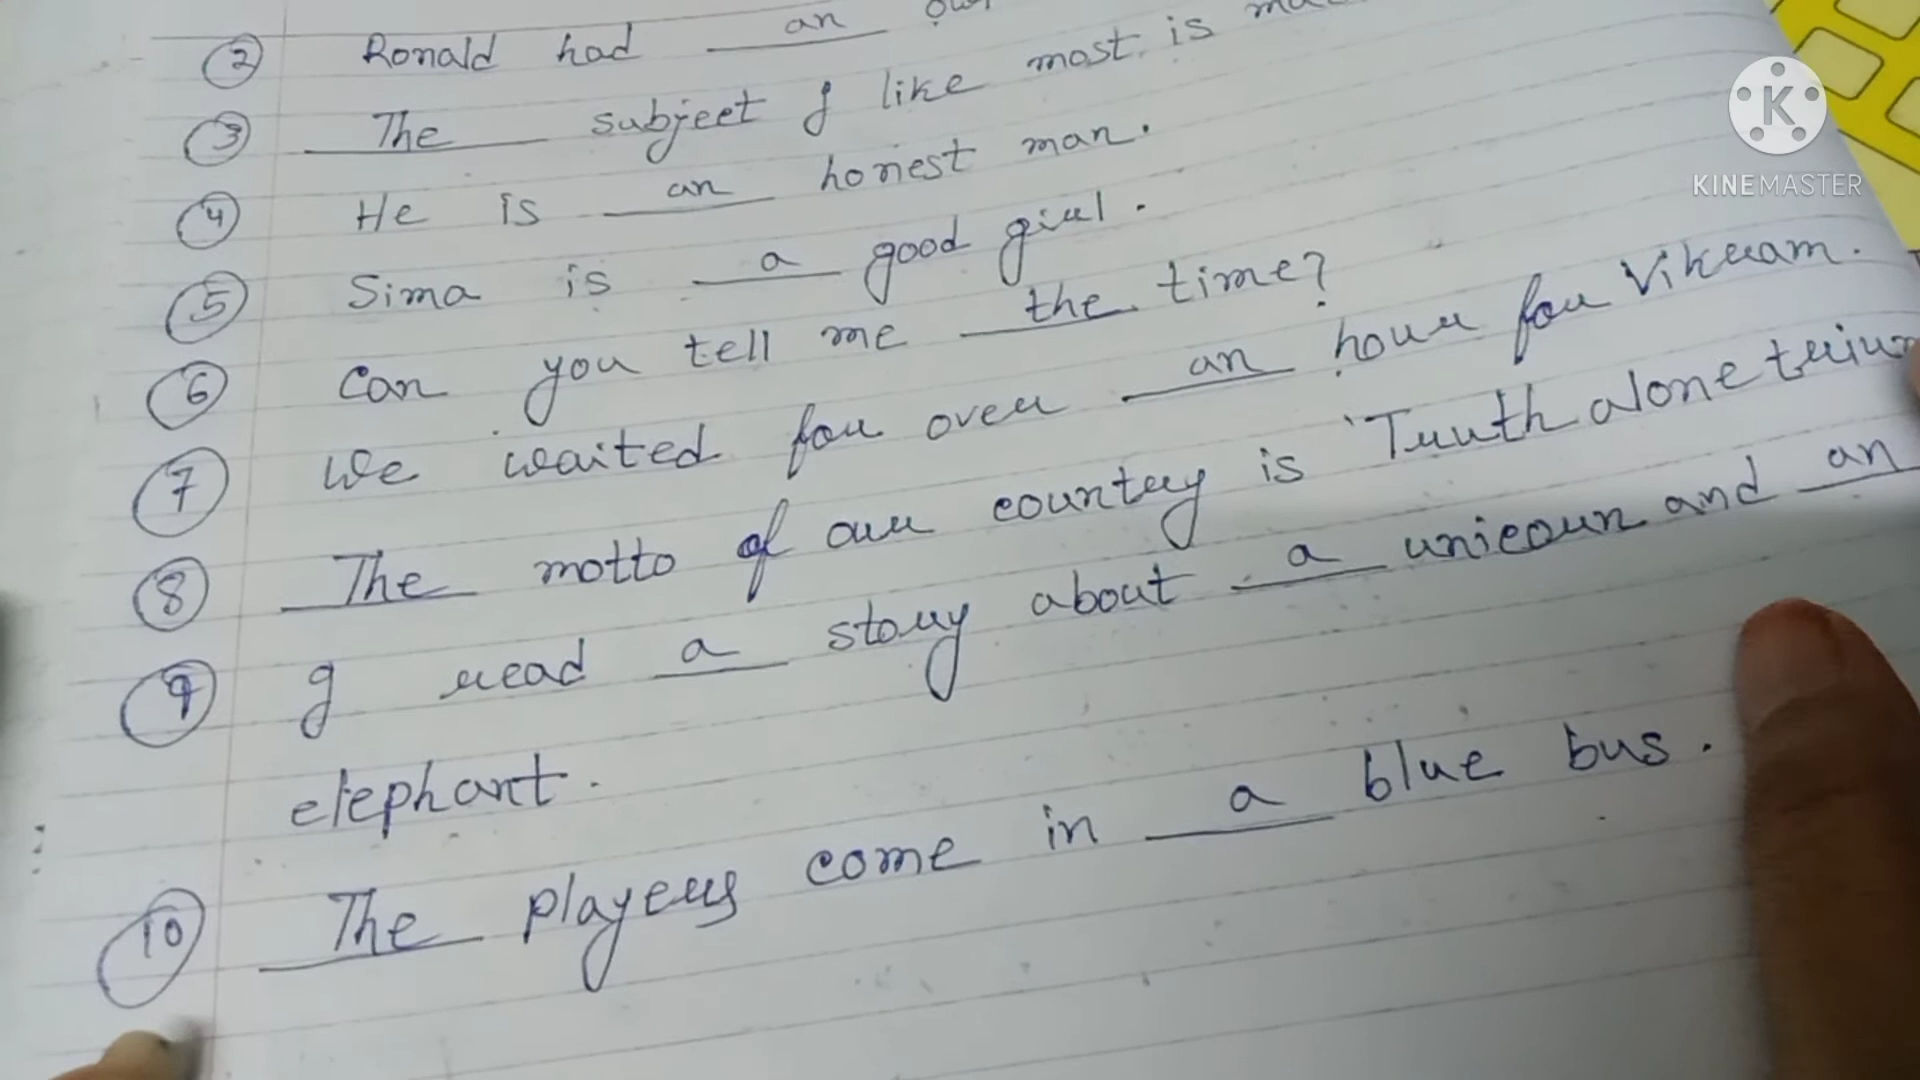 ② Ronald had an
③ The subject I like most is
④ He is an honest man.
⑤ Sima is a good girl.
⑥ Can you tell me the time?
⑦ We waited for over an hour for Vikram.
⑧ The motto of our country is 'Truth alone
⑨ I read a story about a unicorn and an
elephant.
⑩ The players come in a blue bus.
K
KINEMASTER